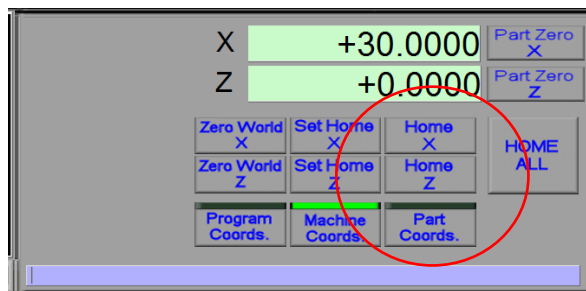 X +30.0000 Part Zero X
Z +0.0000 Part Zero Z
Zero World X Set Home X Home X HOME ALL
Zero World Z Set Home Z Home Z
Program Coords. Machine Coords. Part Coords.